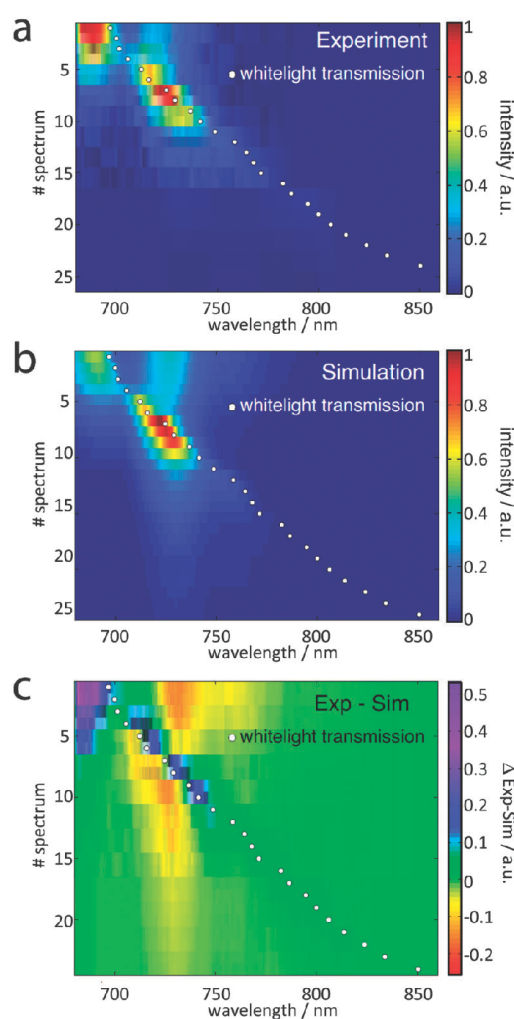 a
Experiment
whitelight transmission
5
10
15
20
25
# spectrum
700
750
800
850
wavelength / nm
1
0.8
0.6
0.4
0.2
0
intensity / a.u.
b
Simulation
whitelight transmission
5
10
15
20
25
# spectrum
700
750
800
850
wavelength / nm
1
0.8
0.6
0.4
0.2
0
intensity / a.u.
c
Exp - Sim
whitelight transmission
5
10
15
20
# spectrum
700
750
800
850
wavelength / nm
0.5
0.4
0.3
0.2
0.1
0
-0.1
-0.2
Δ Exp-Sim / a.u.